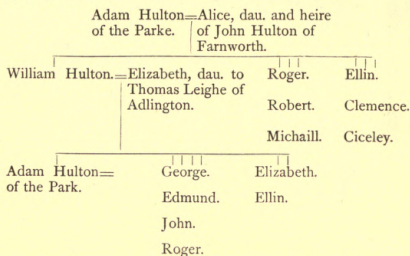 Adam Hulton=Alice, dau. and heire
of the Parke. of John Hulton of
Farnworth.
William Hulton.=Elizabeth, dau. to Roger. Ellin.
Thomas Leighe of
Adlington. Robert. Clemence.
Michaill. Ciceley.
Adam Hulton= George. Elizabeth.
of the Park.
Edmund. Ellin.
John.
Roger.